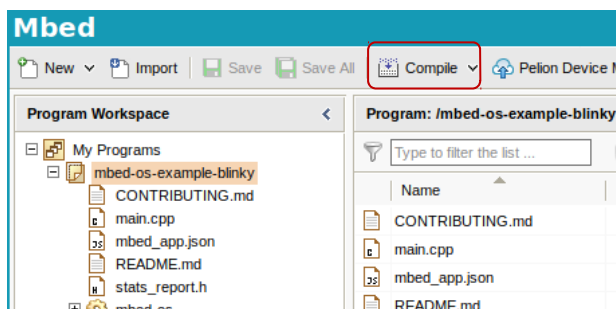 Mbed
New Import Save Save All Compile Pelion Device M
Program Workspace
My Programs
mbed-os-example-blinky
CONTRIBUTING.md
main.cpp
mbed_app.json
README.md
stats_report.h
mbed-os
Program: /mbed-os-example-blinky
Type to filter the list ...
Name
CONTRIBUTING.md
main.cpp
mbed_app.json
README.md